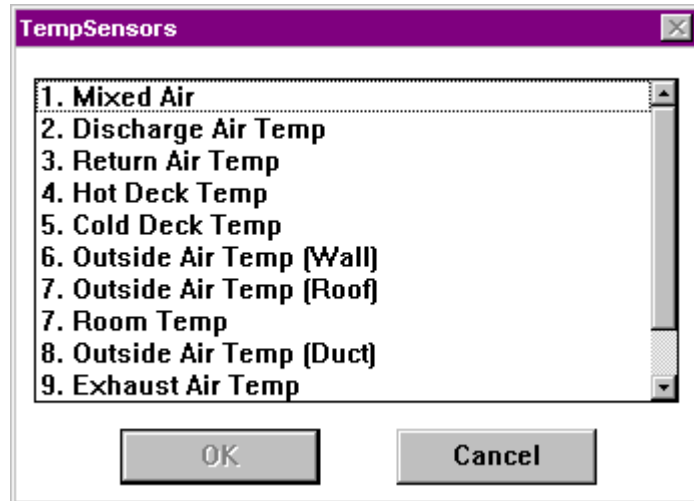 TempSensors
1. Mixed Air
2. Discharge Air Temp
3. Return Air Temp
4. Hot Deck Temp
5. Cold Deck Temp
6. Outside Air Temp (Wall)
7. Outside Air Temp (Roof)
7. Room Temp
8. Outside Air Temp (Duct)
9. Exhaust Air Temp
OK Cancel